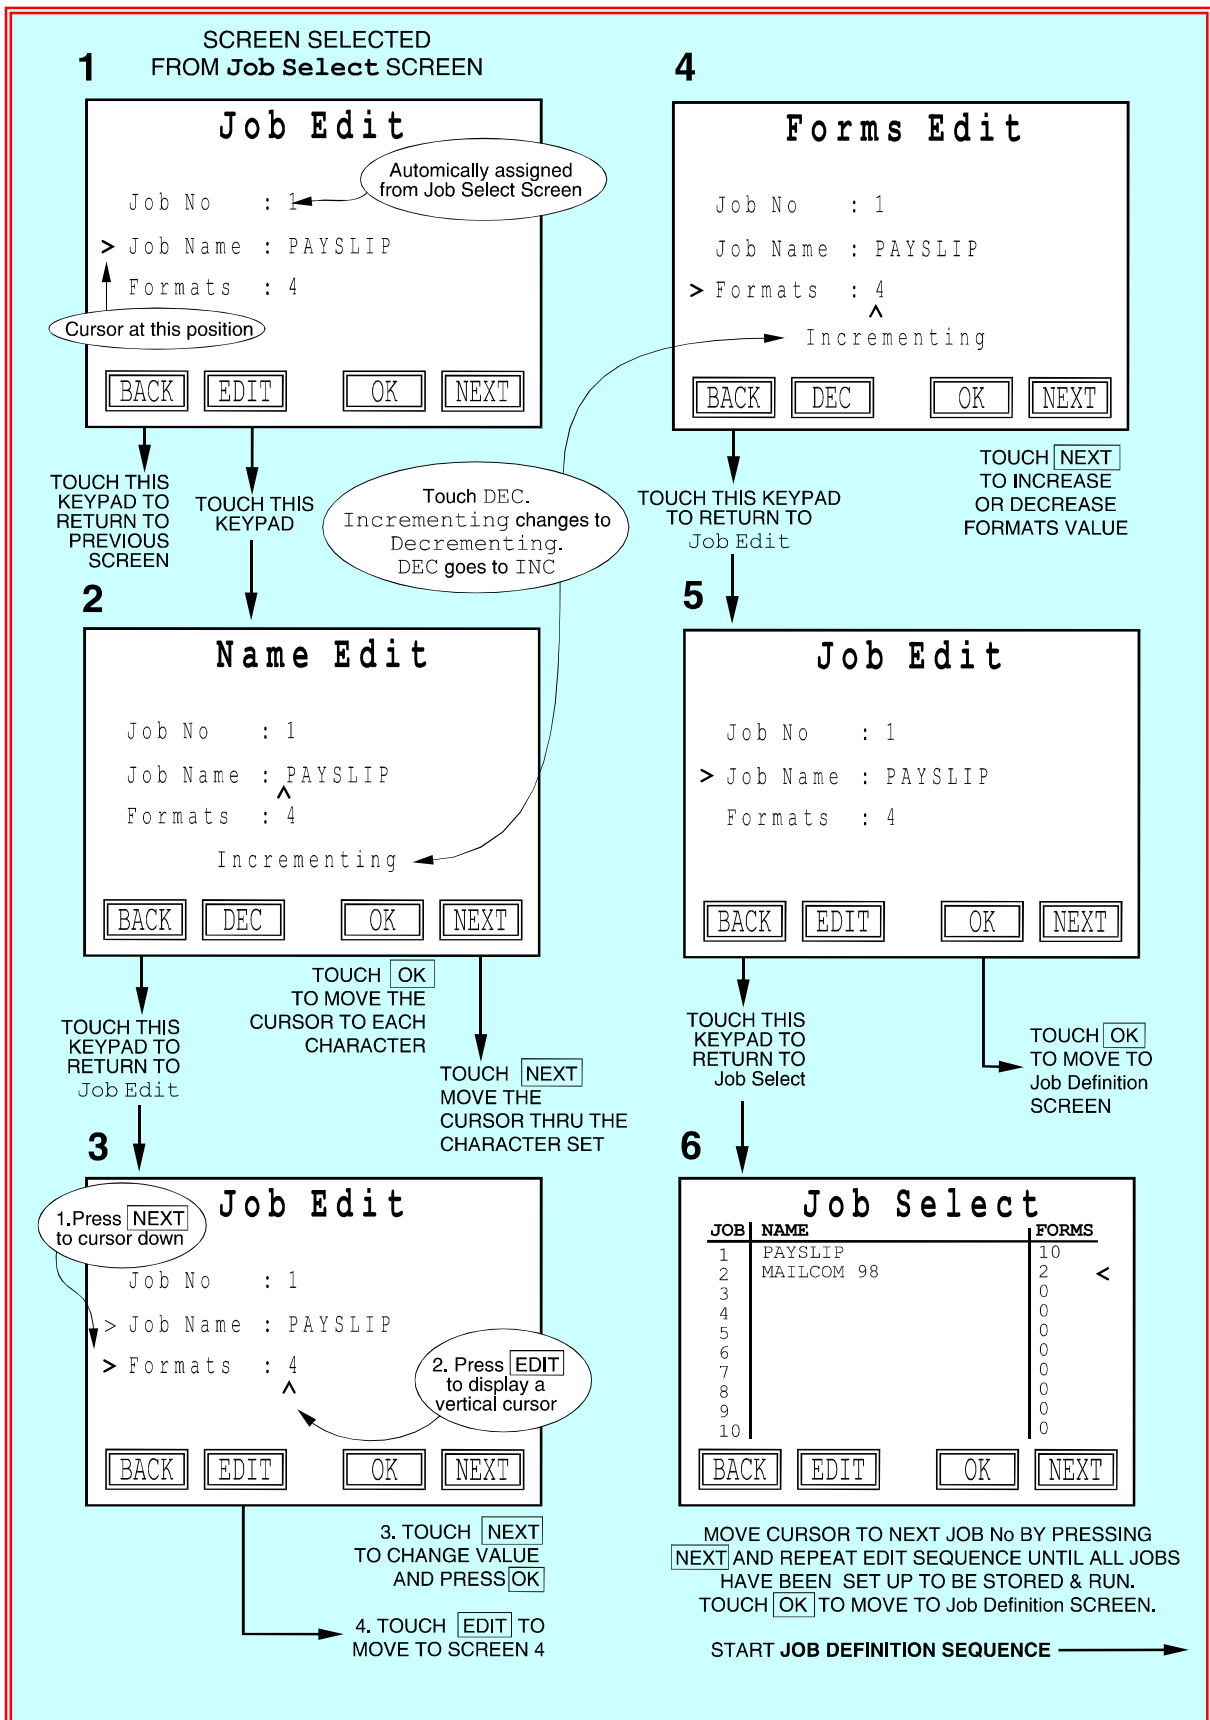 SCREEN SELECTED
FROM Job Select SCREEN
1
Job Edit
Automically assigned
from Job Select Screen
Job No : 1
> Job Name : PAYSLIP
Formats : 4
Cursor at this position
BACK EDIT OK NEXT
TOUCH THIS
KEYPAD TO
RETURN TO
PREVIOUS
SCREEN
TOUCH THIS
KEYPAD
Touch DEC.
Incrementing changes to
Decrementing.
DEC goes to INC
2
Name Edit
Job No : 1
Job Name : PAYSLIP
^
Formats : 4
Incrementing
BACK DEC OK NEXT
TOUCH THIS
KEYPAD TO
RETURN TO
Job Edit
TOUCH OK
TO MOVE THE
CURSOR TO EACH
CHARACTER
TOUCH NEXT
MOVE THE
CURSOR THRU THE
CHARACTER SET
3
Job Edit
1.Press NEXT
to cursor down
Job No : 1
> Job Name : PAYSLIP
> Formats : 4
^
2. Press EDIT
to display a
vertical cursor
BACK EDIT OK NEXT
3. TOUCH NEXT
TO CHANGE VALUE
AND PRESS OK
4. TOUCH EDIT TO
MOVE TO SCREEN 4
4
Forms Edit
Job No : 1
Job Name : PAYSLIP
> Formats : 4
^
Incrementing
BACK DEC OK NEXT
TOUCH THIS KEYPAD
TO RETURN TO
Job Edit
TOUCH NEXT
TO INCREASE
OR DECREASE
FORMATS VALUE
5
Job Edit
Job No : 1
> Job Name : PAYSLIP
Formats : 4
BACK EDIT OK NEXT
TOUCH THIS
KEYPAD TO
RETURN TO
Job Select
TOUCH OK
TO MOVE TO
Job Definition
SCREEN
6
Job Select
JOB NAME FORMS
1 PAYSLIP 10
2 MAILCOM 98 2 <
3 0
4 0
5 0
6 0
7 0
8 0
9 0
10 0
BACK EDIT OK NEXT
MOVE CURSOR TO NEXT JOB No BY PRESSING
NEXT AND REPEAT EDIT SEQUENCE UNTIL ALL JOBS
HAVE BEEN SET UP TO BE STORED & RUN.
TOUCH OK TO MOVE TO Job Definition SCREEN.
START JOB DEFINITION SEQUENCE